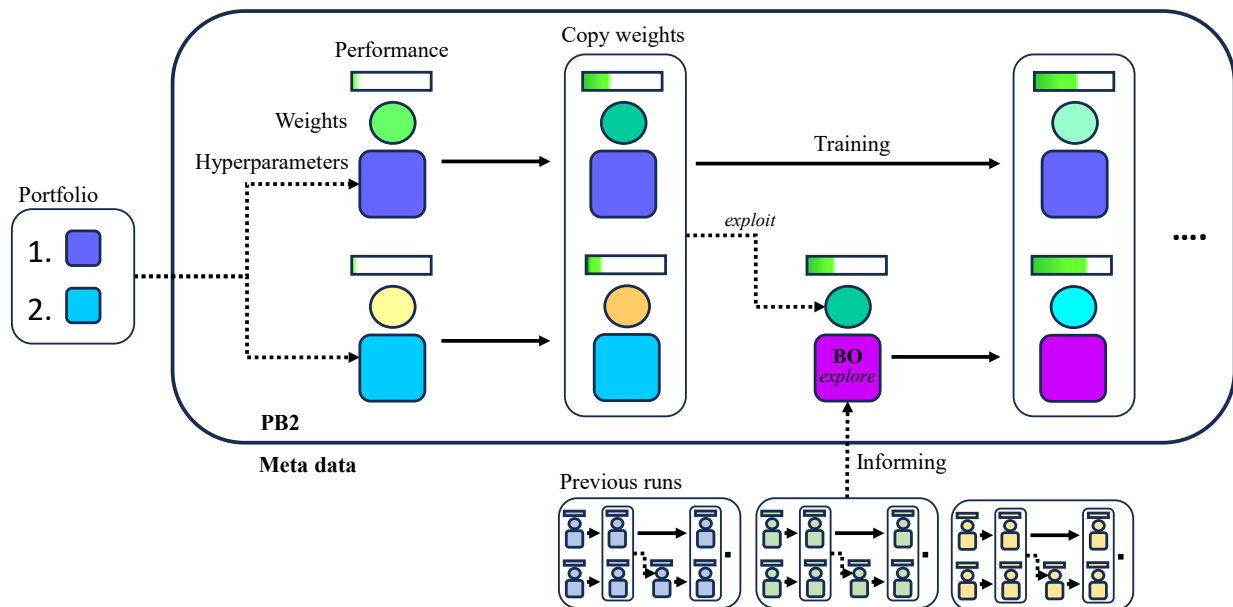 Performance
Copy weights
Weights
Hyperparameters
Training
Portfolio
1.
2.
exploit
....
BO
explore
PB2
Meta data
Informing
Previous runs